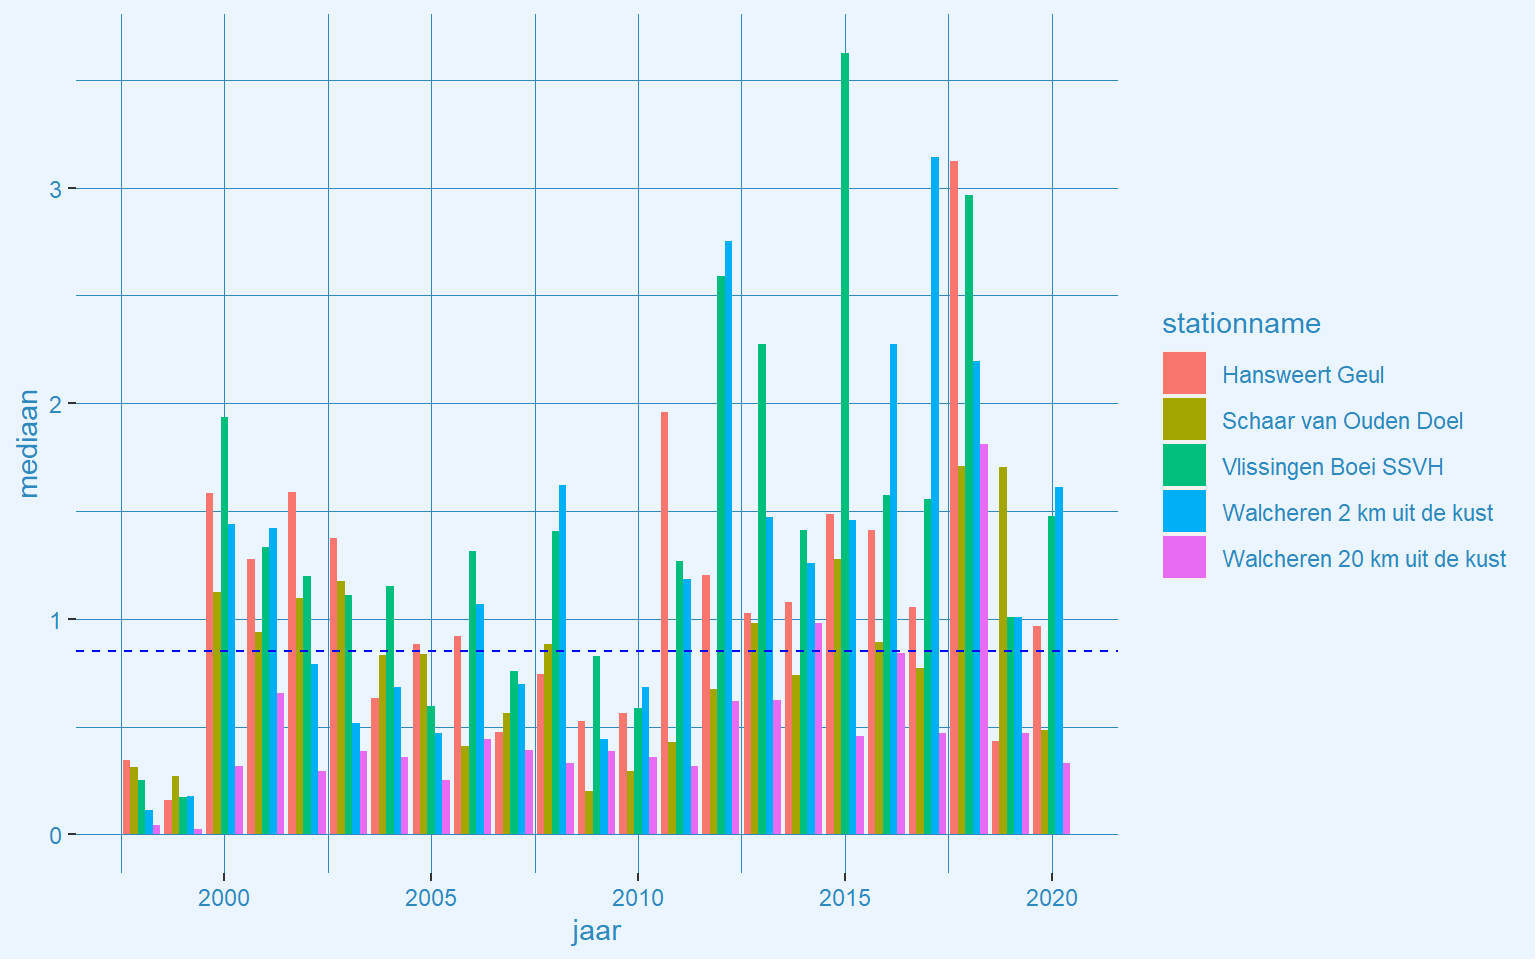 mediaan
3
2
1
0
2000
2005
2010
2015
2020
jaar
stationname
Hansweert Geul
Schaar van Ouden Doel
Vlissingen Boei SSVH
Walcheren 2 km uit de kust
Walcheren 20 km uit de kust